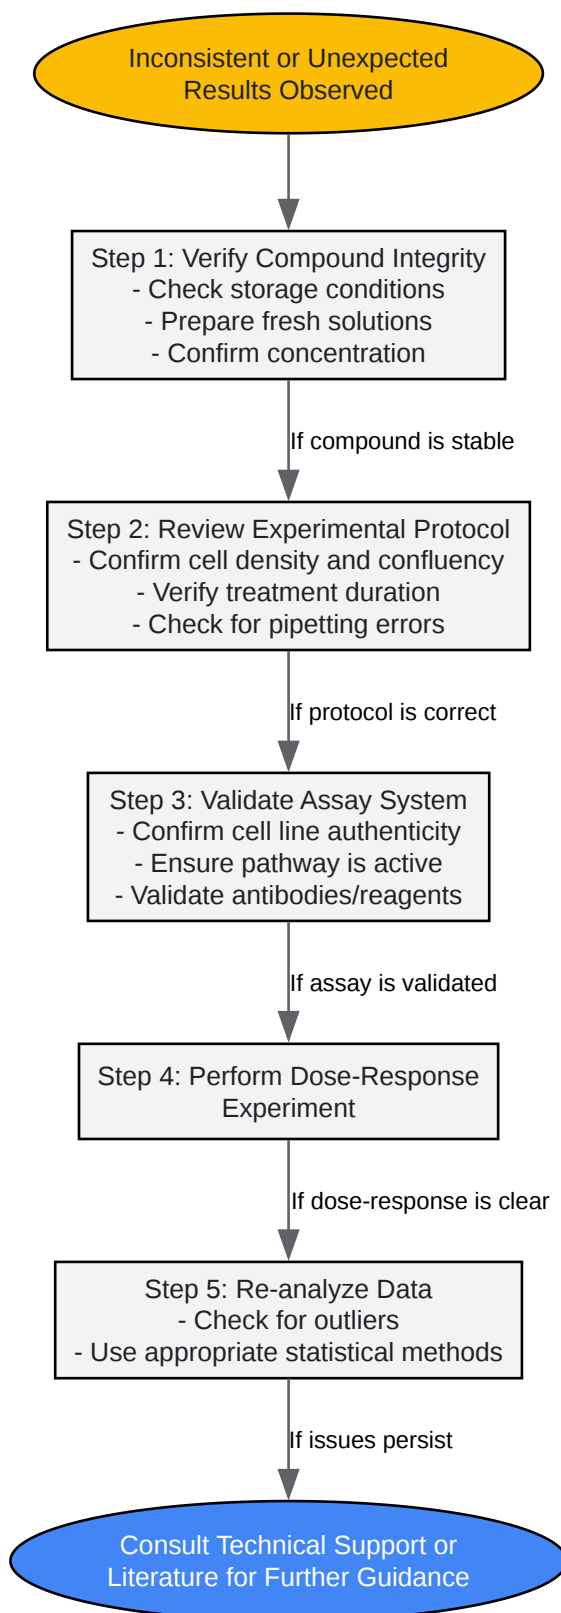 Inconsistent or Unexpected
Results Observed
Step 1: Verify Compound Integrity
- Check storage conditions
- Prepare fresh solutions
- Confirm concentration
If compound is stable
Step 2: Review Experimental Protocol
- Confirm cell density and confluency
- Verify treatment duration
- Check for pipetting errors
If protocol is correct
Step 3: Validate Assay System
- Confirm cell line authenticity
- Ensure pathway is active
- Validate antibodies/reagents
If assay is validated
Step 4: Perform Dose-Response
Experiment
If dose-response is clear
Step 5: Re-analyze Data
- Check for outliers
- Use appropriate statistical methods
If issues persist
Consult Technical Support or
Literature for Further Guidance